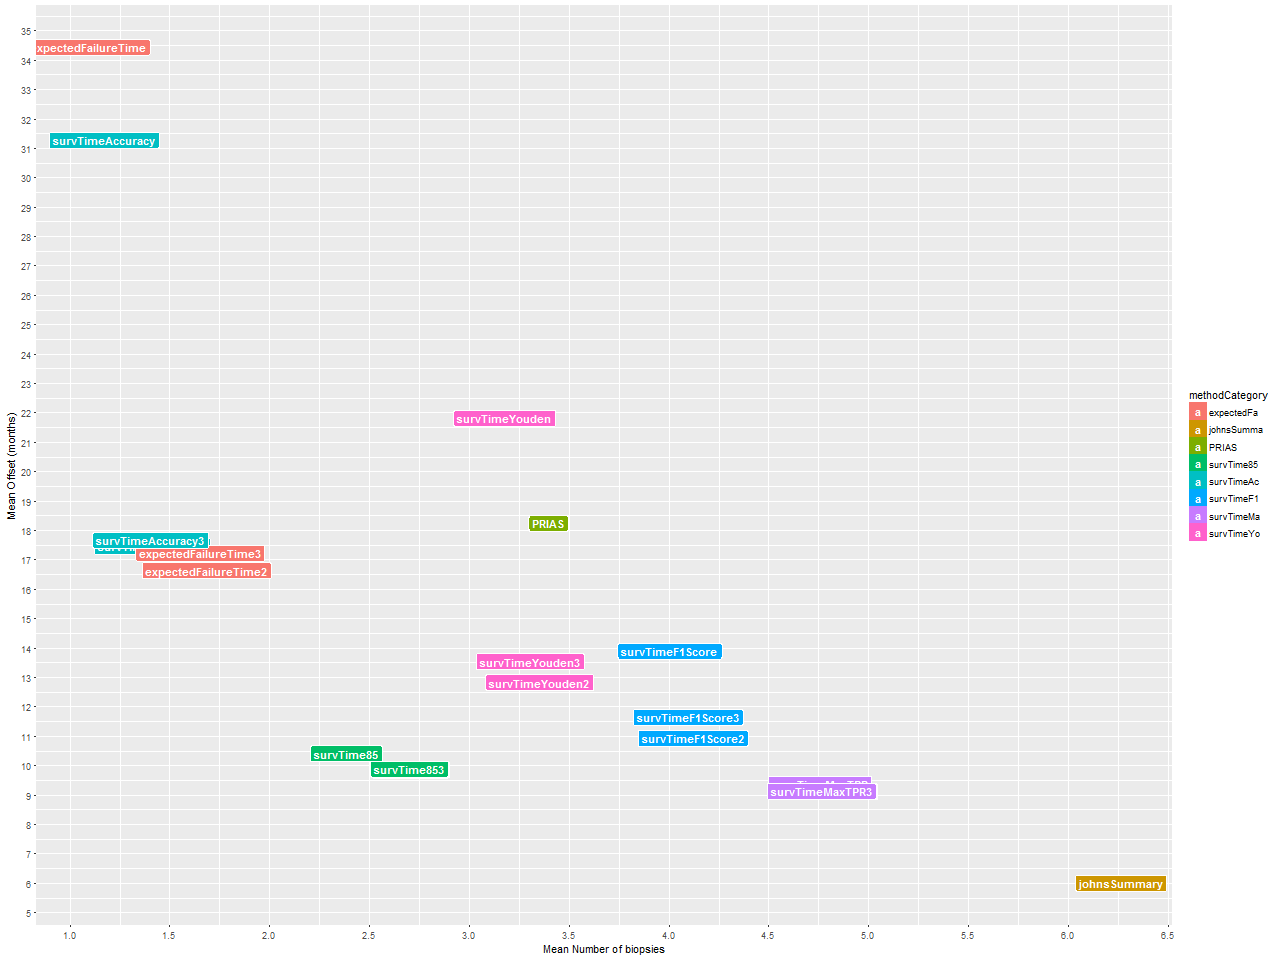 35
34
33
32
31
30
29
28
27
26
25
24
23
22
21
20
19
18
17
16
15
14
13
12
11
10
9
8
7
6
5
Mean Offset (months)
xpectedFailureTime
survTimeAccuracy
survTimeYouden
PRIAS
survTimeAccuracy3
expectedFailureTime3
expectedFailureTime2
survTimeF1Score
survTimeYouden3
survTimeYouden2
survTimeF1Score3
survTimeF1Score2
survTime85
survTime853
survTimeMaxTPR3
johnsSummary
1.0 1.5 2.0 2.5 3.0 3.5 4.0 4.5 5.0 5.5 6.0 6.5
Mean Number of biopsies
methodCategory
a expectedFa
a johnsSumma
a PRIAS
a survTime85
a survTimeAc
a survTimeF1
a survTimeMa
a survTimeYo